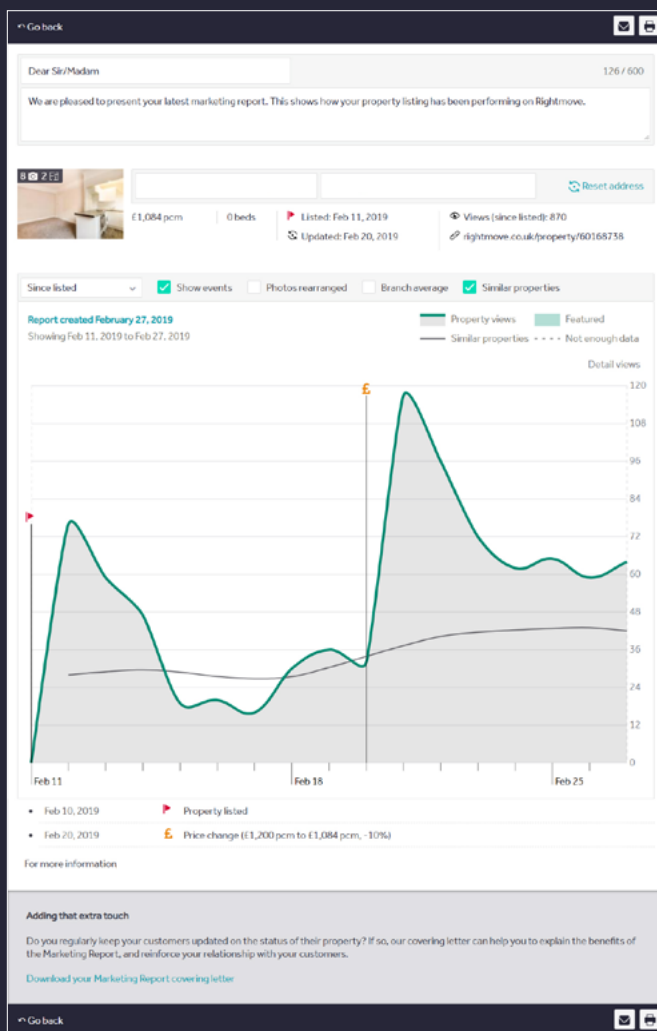 Go back
Dear Sir/Madam
126 / 600
We are pleased to present your latest marketing report. This shows how your property listing has been performing on Rightmove.
8 2
Reset address
£1,084 pcm
0 beds
Listed: Feb 11, 2019
Views (since listed): 870
Updated: Feb 20, 2019
rightmove.co.uk/property/60168738
Since listed
Show events
Photos rearranged
Branch average
Similar properties
Report created February 27, 2019
Property views
Featured
Showing Feb 11, 2019 to Feb 27, 2019
Similar properties
Not enough data
Detail views
£
120
108
96
84
72
60
48
36
24
12
0
Feb 11
Feb 18
Feb 25
• Feb 10, 2019 Property listed
• Feb 20, 2019 £ Price change (£1,200 pcm to £1,084 pcm, -10%)
For more information
Adding that extra touch
Do you regularly keep your customers updated on the status of their property? If so, our covering letter can help you to explain the benefits of
the Marketing Report, and reinforce your relationship with your customers.
Download your Marketing Report covering letter
Go back